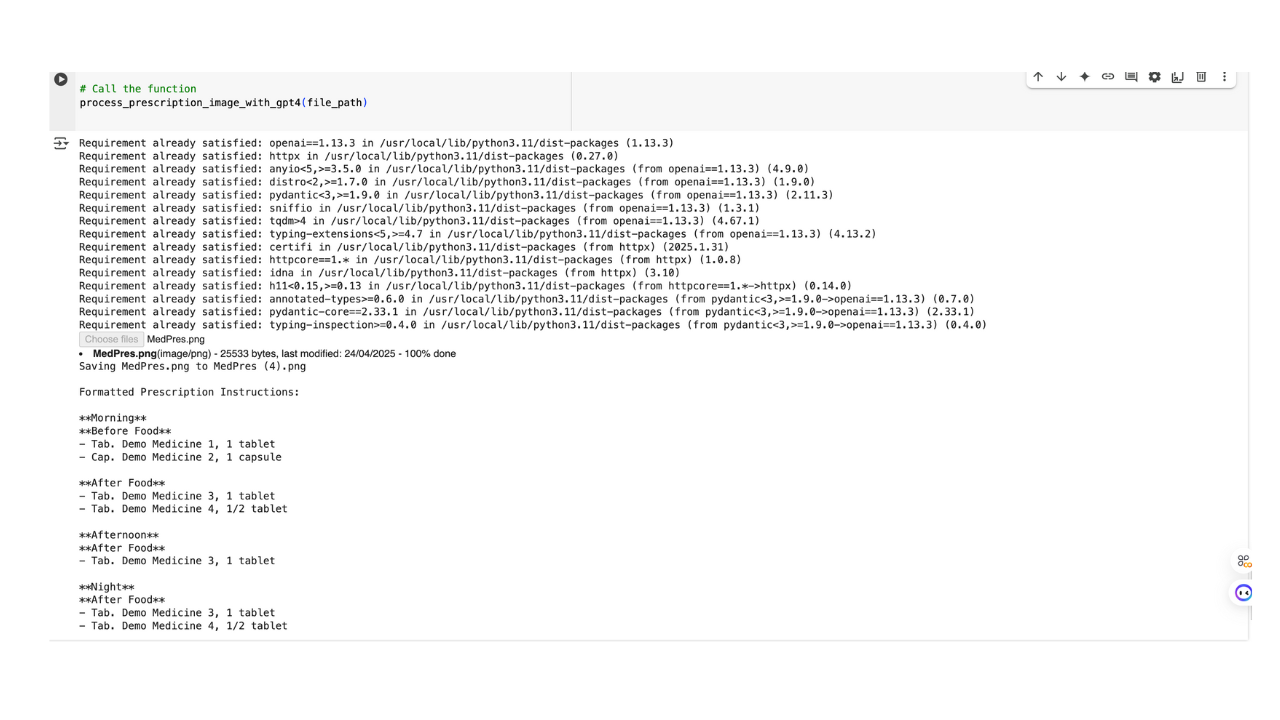 # Call the function
process_prescription_image_with_gpt4(file_path)
Requirement already satisfied: openai==1.13.3 in /usr/local/lib/python3.11/dist-packages (1.13.3)
Requirement already satisfied: httpx in /usr/local/lib/python3.11/dist-packages (0.27.0)
Requirement already satisfied: anyio<5,>=3.5.0 in /usr/local/lib/python3.11/dist-packages (from openai==1.13.3) (4.9.0)
Requirement already satisfied: distro<2,>=1.7.0 in /usr/local/lib/python3.11/dist-packages (from openai==1.13.3) (1.9.0)
Requirement already satisfied: pydantic<3,>=1.9.0 in /usr/local/lib/python3.11/dist-packages (from openai==1.13.3) (2.11.3)
Requirement already satisfied: sniffio in /usr/local/lib/python3.11/dist-packages (from openai==1.13.3) (1.3.1)
Requirement already satisfied: tqdm>4 in /usr/local/lib/python3.11/dist-packages (from openai==1.13.3) (4.67.1)
Requirement already satisfied: typing-extensions<5,>=4.7 in /usr/local/lib/python3.11/dist-packages (from openai==1.13.3) (4.13.2)
Requirement already satisfied: certifi in /usr/local/lib/python3.11/dist-packages (from httpx) (2025.1.31)
Requirement already satisfied: httpcore==1.* in /usr/local/lib/python3.11/dist-packages (from httpx) (1.0.8)
Requirement already satisfied: idna in /usr/local/lib/python3.11/dist-packages (from httpx) (3.10)
Requirement already satisfied: h11<0.15,>=0.13 in /usr/local/lib/python3.11/dist-packages (from httpcore==1.*->httpx) (0.14.0)
Requirement already satisfied: annotated-types>=0.6.0 in /usr/local/lib/python3.11/dist-packages (from pydantic<3,>=1.9.0->openai==1.13.3) (0.7.0)
Requirement already satisfied: pydantic-core==2.33.1 in /usr/local/lib/python3.11/dist-packages (from pydantic<3,>=1.9.0->openai==1.13.3) (2.33.1)
Requirement already satisfied: typing-inspection>=0.4.0 in /usr/local/lib/python3.11/dist-packages (from pydantic<3,>=1.9.0->openai==1.13.3) (0.4.0)
Choose files MedPres.png
• MedPres.png(image/png) - 25533 bytes, last modified: 24/04/2025 - 100% done
Saving MedPres.png to MedPres (4).png
Formatted Prescription Instructions:
**Morning**
**Before Food**
- Tab. Demo Medicine 1, 1 tablet
- Cap. Demo Medicine 2, 1 capsule
**After Food**
- Tab. Demo Medicine 3, 1 tablet
- Tab. Demo Medicine 4, 1/2 tablet
**Afternoon**
**After Food**
- Tab. Demo Medicine 3, 1 tablet
**Night**
**After Food**
- Tab. Demo Medicine 3, 1 tablet
- Tab. Demo Medicine 4, 1/2 tablet